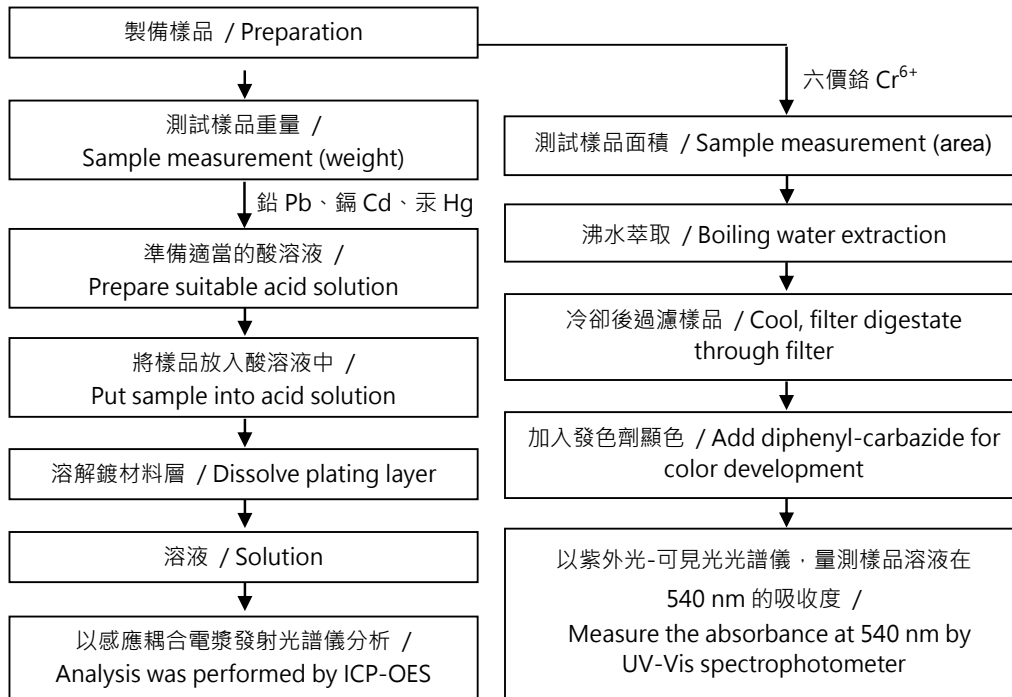 製備樣品 / Preparation
六價鉻 Cr⁶⁺
測試樣品重量 /
Sample measurement (weight)
鉛 Pb、鎘 Cd、汞 Hg
準備適當的酸溶液 /
Prepare suitable acid solution
將樣品放入酸溶液中 /
Put sample into acid solution
溶解鍍材料層 / Dissolve plating layer
溶液 / Solution
以感應耦合電漿發射光譜儀分析 /
Analysis was performed by ICP-OES
測試樣品面積 / Sample measurement (area)
沸水萃取 / Boiling water extraction
冷卻後過濾樣品 / Cool, filter digestate
through filter
加入發色劑顯色 / Add diphenyl-carbazide for
color development
以紫外光-可見光光譜儀，量測樣品溶液在
540 nm 的吸收度 /
Measure the absorbance at 540 nm by
UV-Vis spectrophotometer